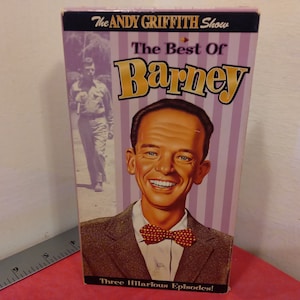 The ANDY GRIFFITH Show
The Best Of
Barney
Three Hilarious Episodes!